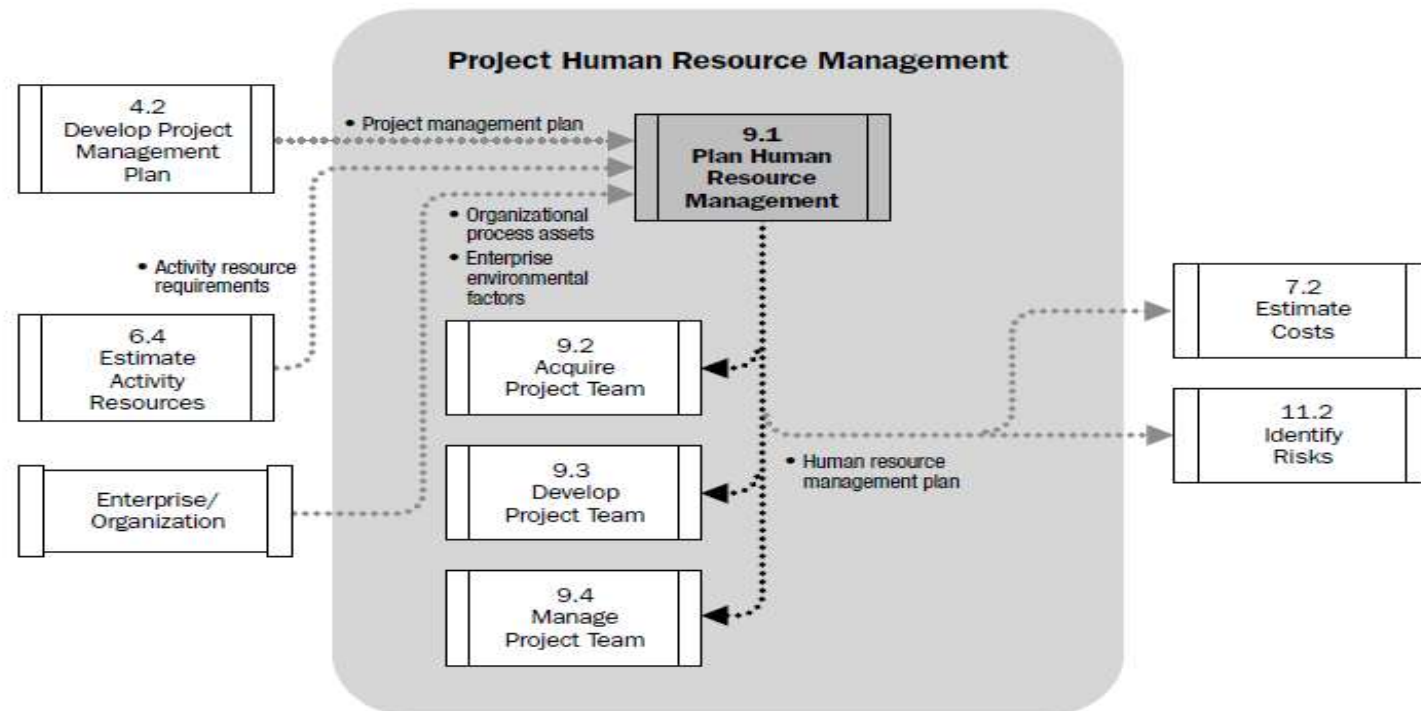 Project Human Resource Management
4.2
Develop Project
Management
Plan
• Project management plan
9.1
Plan Human
Resource
Management
• Organizational
process assets
• Enterprise
environmental
factors
• Activity resource
requirements
6.4
Estimate
Activity
Resources
Enterprise/
Organization
9.2
Acquire
Project Team
9.3
Develop
Project Team
9.4
Manage
Project Team
• Human resource
management plan
7.2
Estimate
Costs
11.2
Identify
Risks